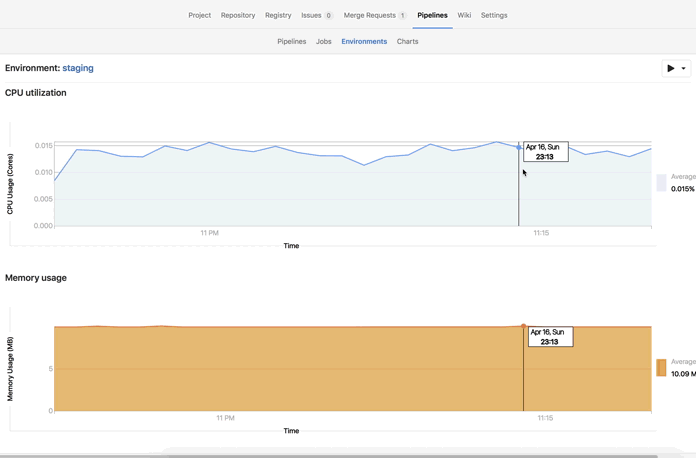 Project Repository Registry Issues 0 Merge Requests 1 Pipelines Wiki Settings
Pipelines Jobs Environments Charts
Environment: staging
CPU utilization
CPU Usage (Cores)
0.015
0.010
0.005
0.000
Apr 16, Sun
23:13
Average
0.015%
11 PM 11:15
Time
Memory usage
Memory Usage (MB)
5
0
Apr 16, Sun
23:13
Average
10.09 M
11 PM 11:15
Time